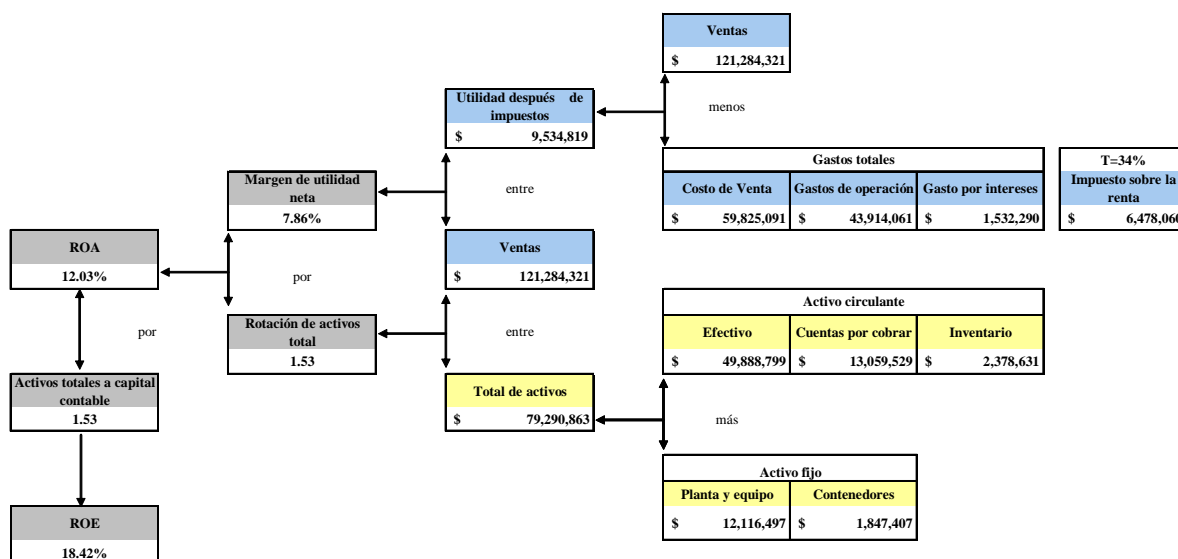 Ventas
$ 121,284,321
Utilidad después de
impuestos
$ 9,534,819
menos
Gastos totales
Costo de Venta Gastos de operación Gasto por intereses
$ 59,825,091 $ 43,914,061 $ 1,532,290
T=34%
Impuesto sobre la
renta
$ 6,478,060
Margen de utilidad
neta
7.86%
entre
Ventas
$ 121,284,321
ROA
12.03%
por
Rotación de activos
total
1.53
entre
Activo circulante
Efectivo Cuentas por cobrar Inventario
$ 49,888,799 $ 13,059,529 $ 2,378,631
por
Activos totales a capital
contable
1.53
Total de activos
$ 79,290,863
más
Activo fijo
Planta y equipo Contenedores
$ 12,116,497 $ 1,847,407
ROE
18.42%